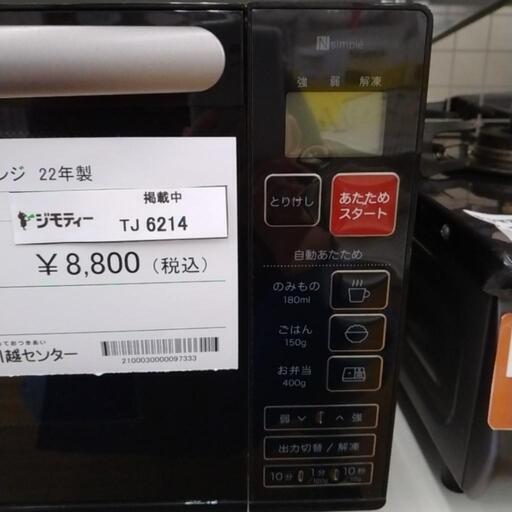 N simple
強 弱 解凍
レンジ 22年製
掲載中
ジモティー
TJ 6214
¥8,800(税込)
川越センター
2100030000097333
とりけし
あたため
スタート
自動あたため
のみもの
180ml
ごはん
150g
お弁当
400g
弱 強
出力切替/解凍
10分 1分 10秒